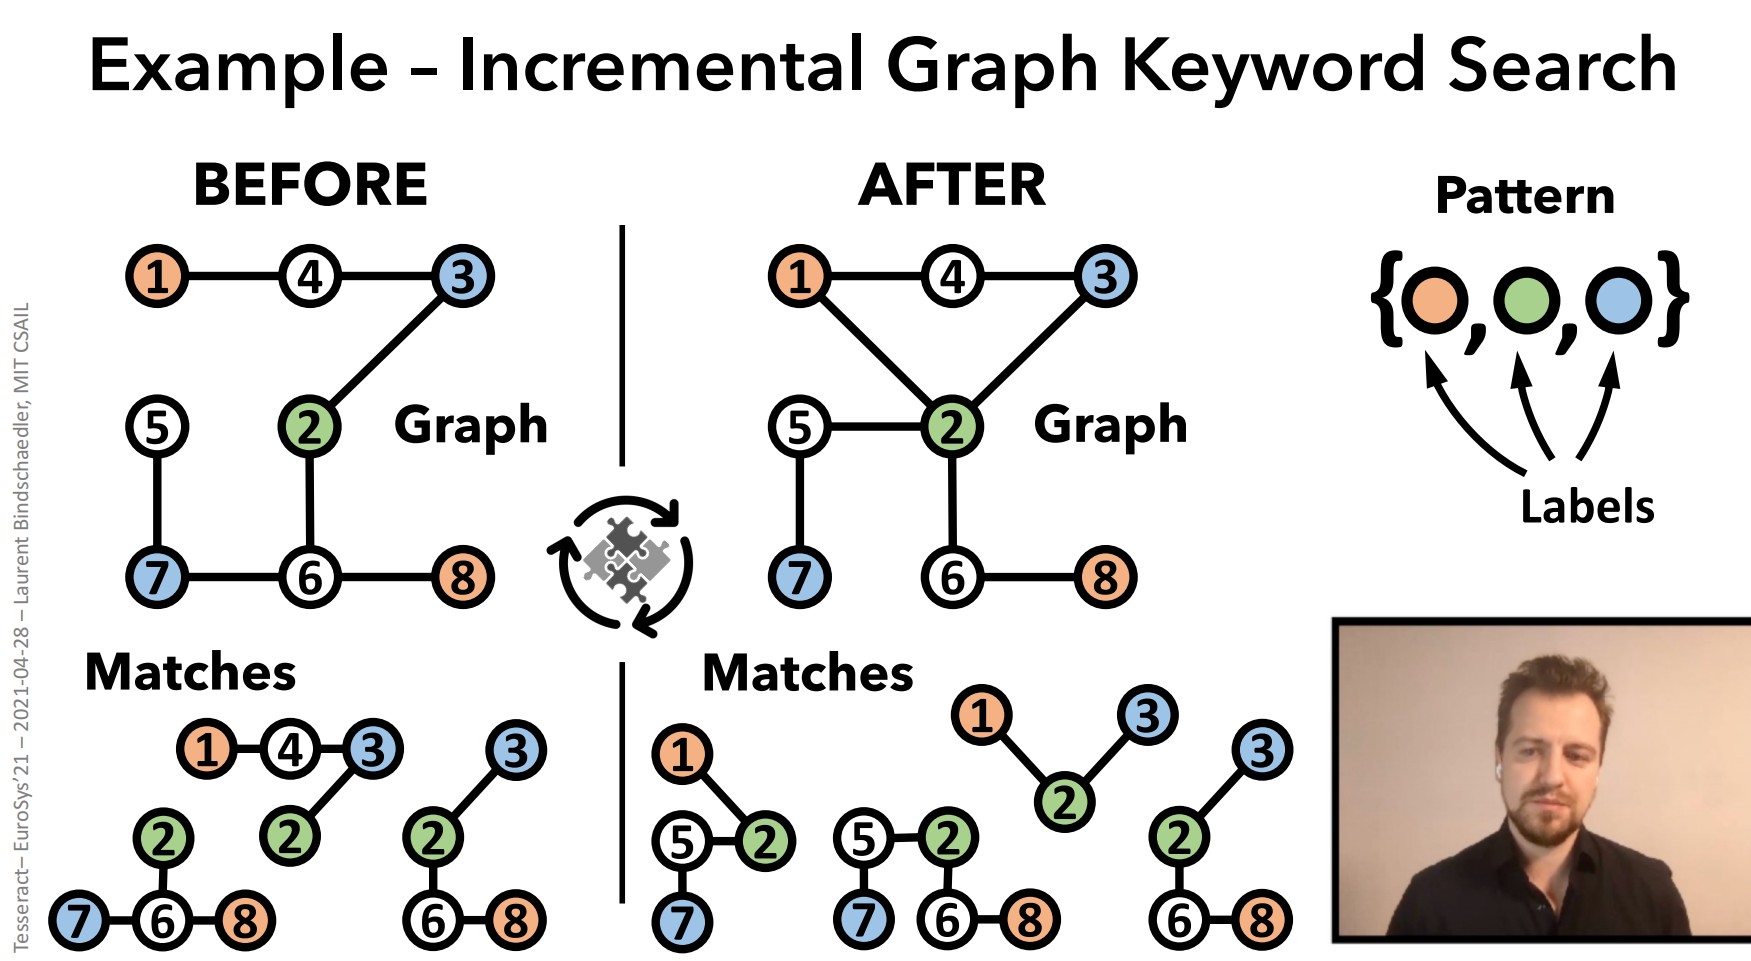 Example – Incremental Graph Keyword Search
BEFORE
AFTER
Pattern
1 4 3
1 4 3
{ , , }
5 2 Graph
5 2 Graph
Labels
7 6 8
7 6 8
Matches
Matches
1 4 3
2
3
2
6 8
2
7 6 8
1
5 2
7
5 2
7 6 8
1 3
2
3
2
6 8
Tesseract– EuroSys'21 – 2021-04-28 – Laurent Bindschaedler, MIT CSAIL